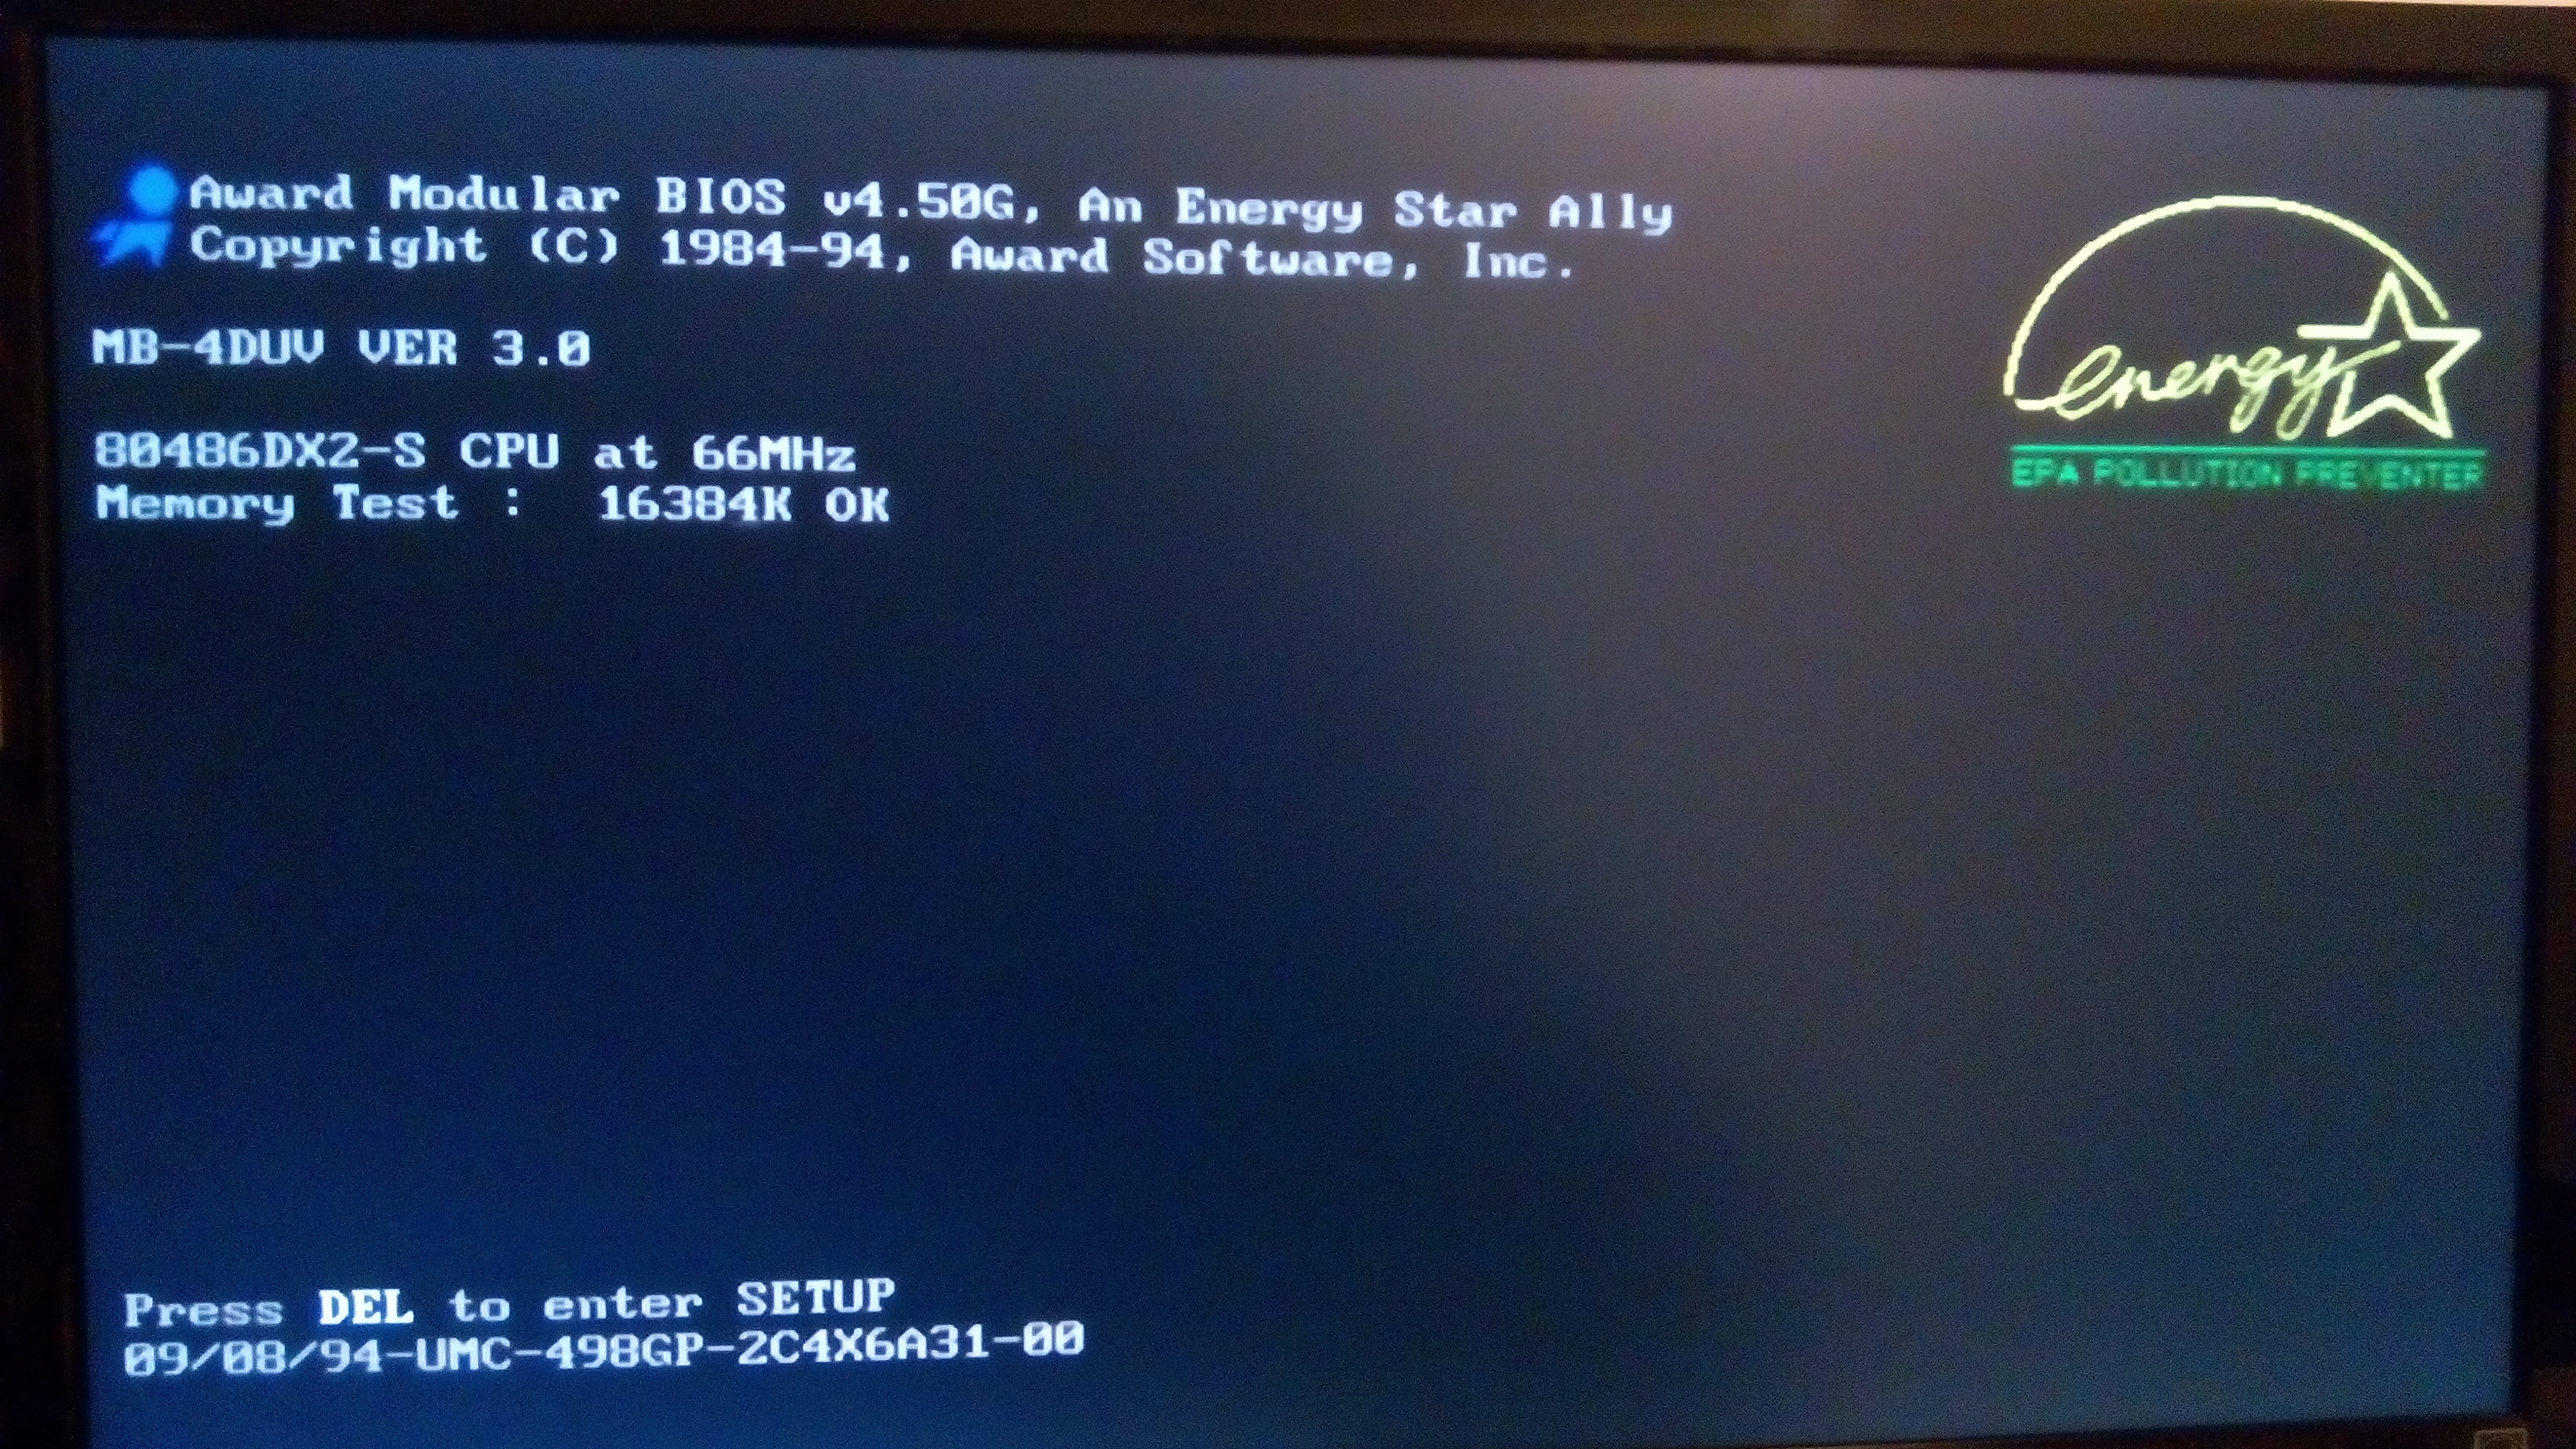 Award Modular BIOS v4.50G, An Energy Star Ally
Copyright (C) 1984-94, Award Software, Inc.
energy
EPA POLLUTION PREVENTER
MB-4DUV VER 3.0
80486DX2-S CPU at 66MHz
Memory Test :  16384K OK
Press DEL to enter SETUP
09/08/94-UMC-498GP-2C4X6A31-00